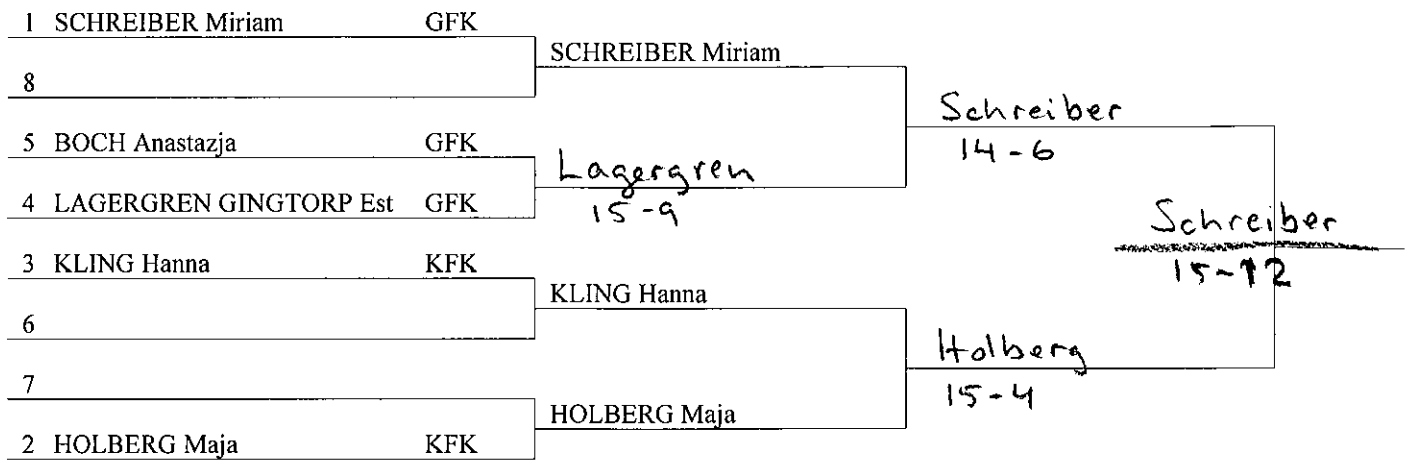 1 SCHREIBER Miriam GFK
8
5 BOCH Anastazja GFK
4 LAGERGREN GINGTORP Est GFK
3 KLING Hanna KFK
6
7
2 HOLBERG Maja KFK
SCHREIBER Miriam
Lagergren
15-9
KLING Hanna
HOLBERG Maja
Schreiber
14-6
Holberg
15-4
Schreiber
15-12